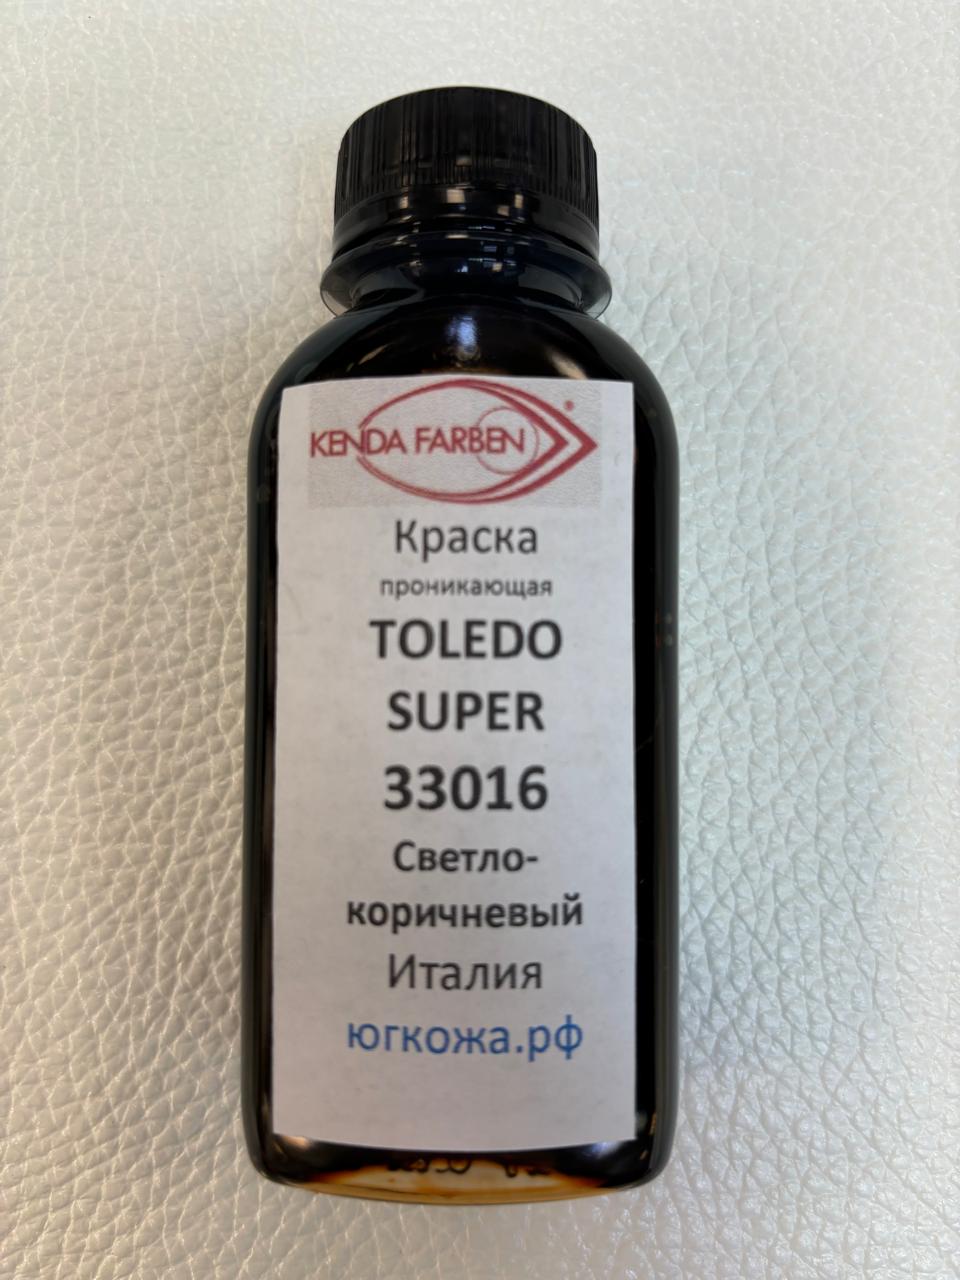 KENDA FARBEN
®
Краска
проникающая
TOLEDO
SUPER
33016
Светло-
коричневый
Италия
югкожа.рф